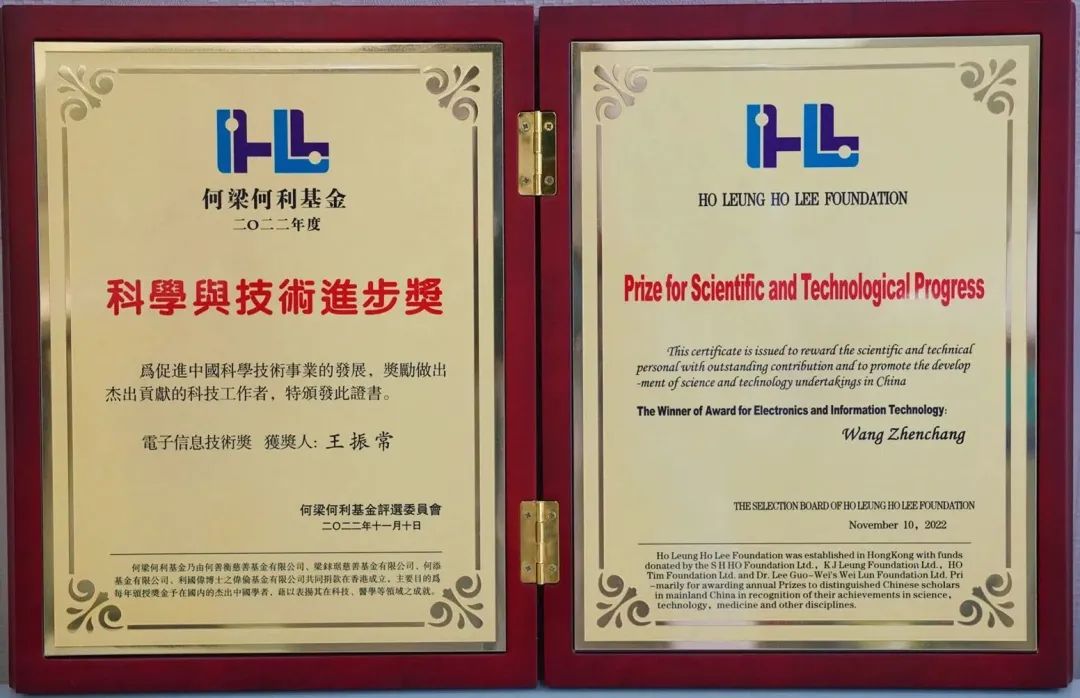 何梁何利基金
二〇二二年度
科學與技術進步獎
爲促進中國科學技術事業的發展，獎勵做出
杰出貢獻的科技工作者，特頒發此證書。
電子信息技術獎 獲獎人：王振常
何梁何利基金評選委員會
二〇二二年十一月十日
何梁何利基金乃由何善衡慈善基金有限公司、梁銶琚慈善基金有限公司、何添
基金有限公司、利國偉博士之偉倫基金有限公司共同捐款在香港成立，主要目的爲
每年頒授獎金予在國内的杰出中國學者，藉以表揚其在科技、醫學等領域之成就。
HO LEUNG HO LEE FOUNDATION
Prize for Scientific and Technological Progress
This certificate is issued to reward the scientific and technical
personal with outstanding contribution and to promote the develop
-ment of science and technology undertakings in China
The Winner of Award for Electronics and Information Technology:
Wang Zhenchang
THE SELECTION BOARD OF HO LEUNG HO LEE FOUNDATION
November 10, 2022
Ho Leung Ho Lee Foundation was established in HongKong with funds
donated by the S H HO Foundation Ltd., K J Leung Foundation Ltd., HO
Tim Foundation Ltd. and Dr. Lee Guo-Wei's Wei Lun Foundation Ltd. Pri
-marily for awarding annual Prizes to distinguished Chinese scholars
in mainland China in recognition of their achievements in science,
technology, medicine and other disciplines.